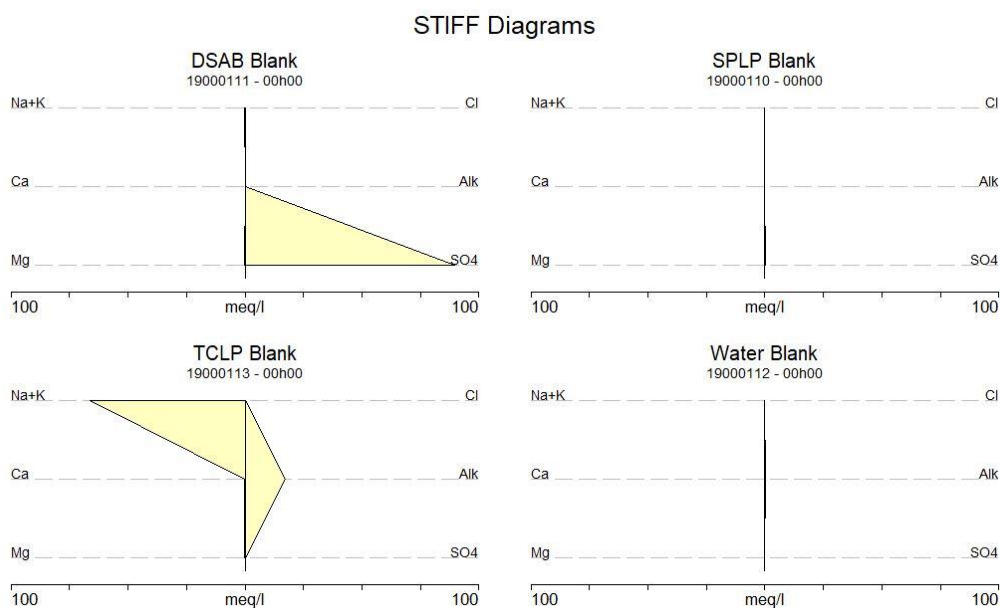 STIFF Diagrams
DSAB Blank
19000111 - 00h00
Na+K Cl
Ca Alk
Mg SO4
100 meq/l 100
SPLP Blank
19000110 - 00h00
Na+K Cl
Ca Alk
Mg SO4
100 meq/l 100
TCLP Blank
19000113 - 00h00
Na+K Cl
Ca Alk
Mg SO4
100 meq/l 100
Water Blank
19000112 - 00h00
Na+K Cl
Ca Alk
Mg SO4
100 meq/l 100